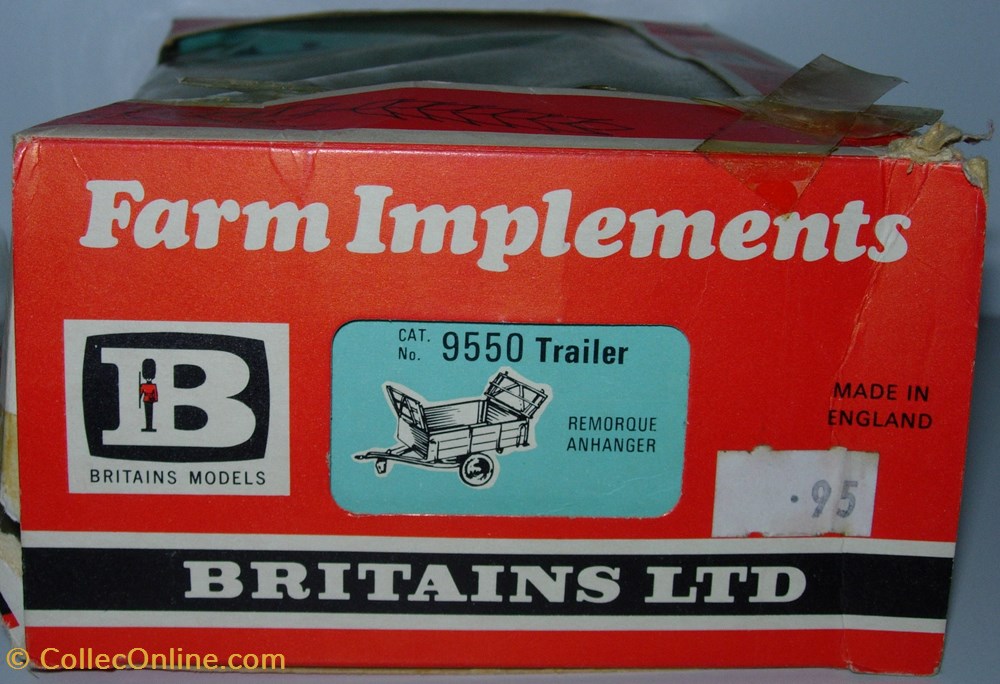 Farm Implements
B
BRITAINS MODELS
CAT.
No. 9550 Trailer
REMORQUE
ANHANGER
MADE IN
ENGLAND
.95
BRITAINS LTD
© CollecOnline.com